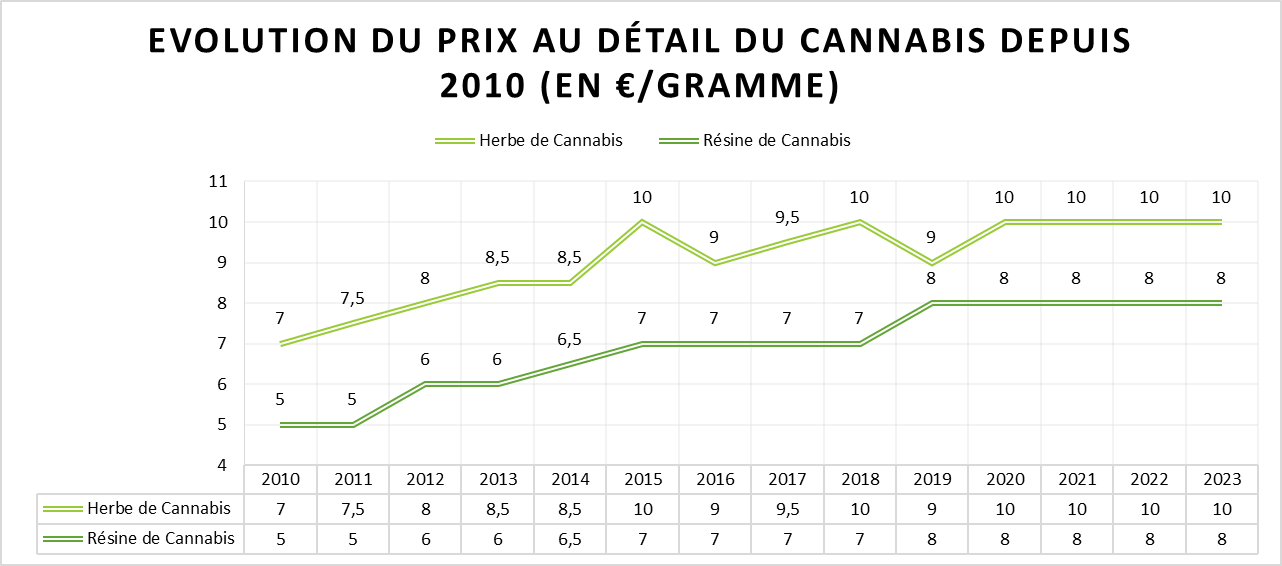 EVOLUTION DU PRIX AU DÉTAIL DU CANNABIS DEPUIS
2010 (EN €/GRAMME)
Herbe de Cannabis Résine de Cannabis
11
10 10 10 10 10 10
9,5
10
9 9
8,5 8,5
9
8 8 8 8 8 8
7,5
8
7 7 7 7 7
6,5
7
6 6
6
5 5
5
4
2010 2011 2012 2013 2014 2015 2016 2017 2018 2019 2020 2021 2022 2023
Herbe de Cannabis 7 7,5 8 8,5 8,5 10 9 9,5 10 9 10 10 10 10
Résine de Cannabis 5 5 6 6 6,5 7 7 7 7 8 8 8 8 8